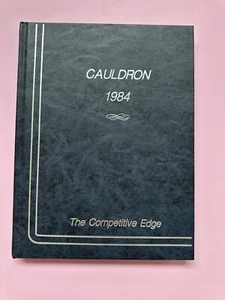 CAULDRON
1984
The Competitive Edge